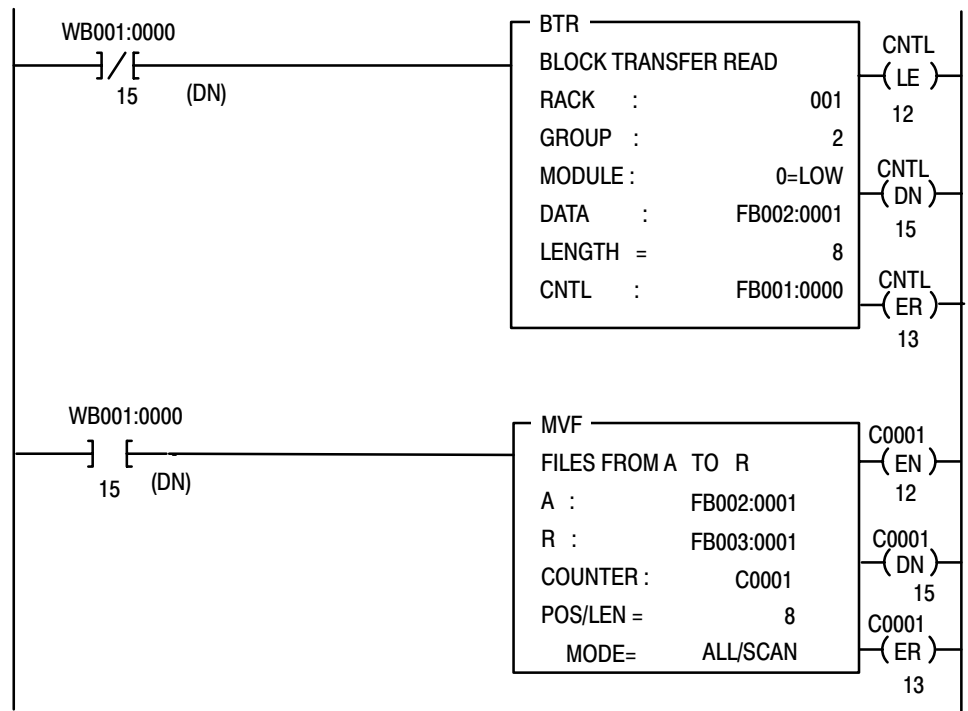 WB001:0000
15 (DN)
BTR
BLOCK TRANSFER READ
RACK : 001
GROUP : 2
MODULE : 0=LOW
DATA : FB002:0001
LENGTH = 8
CNTL : FB001:0000
CNTL
LE
12
CNTL
DN
15
CNTL
ER
13
WB001:0000
15 (DN)
MVF
FILES FROM A TO R
A : FB002:0001
R : FB003:0001
COUNTER : C0001
POS/LEN = 8
MODE= ALL/SCAN
C0001
EN
12
C0001
DN
15
C0001
ER
13